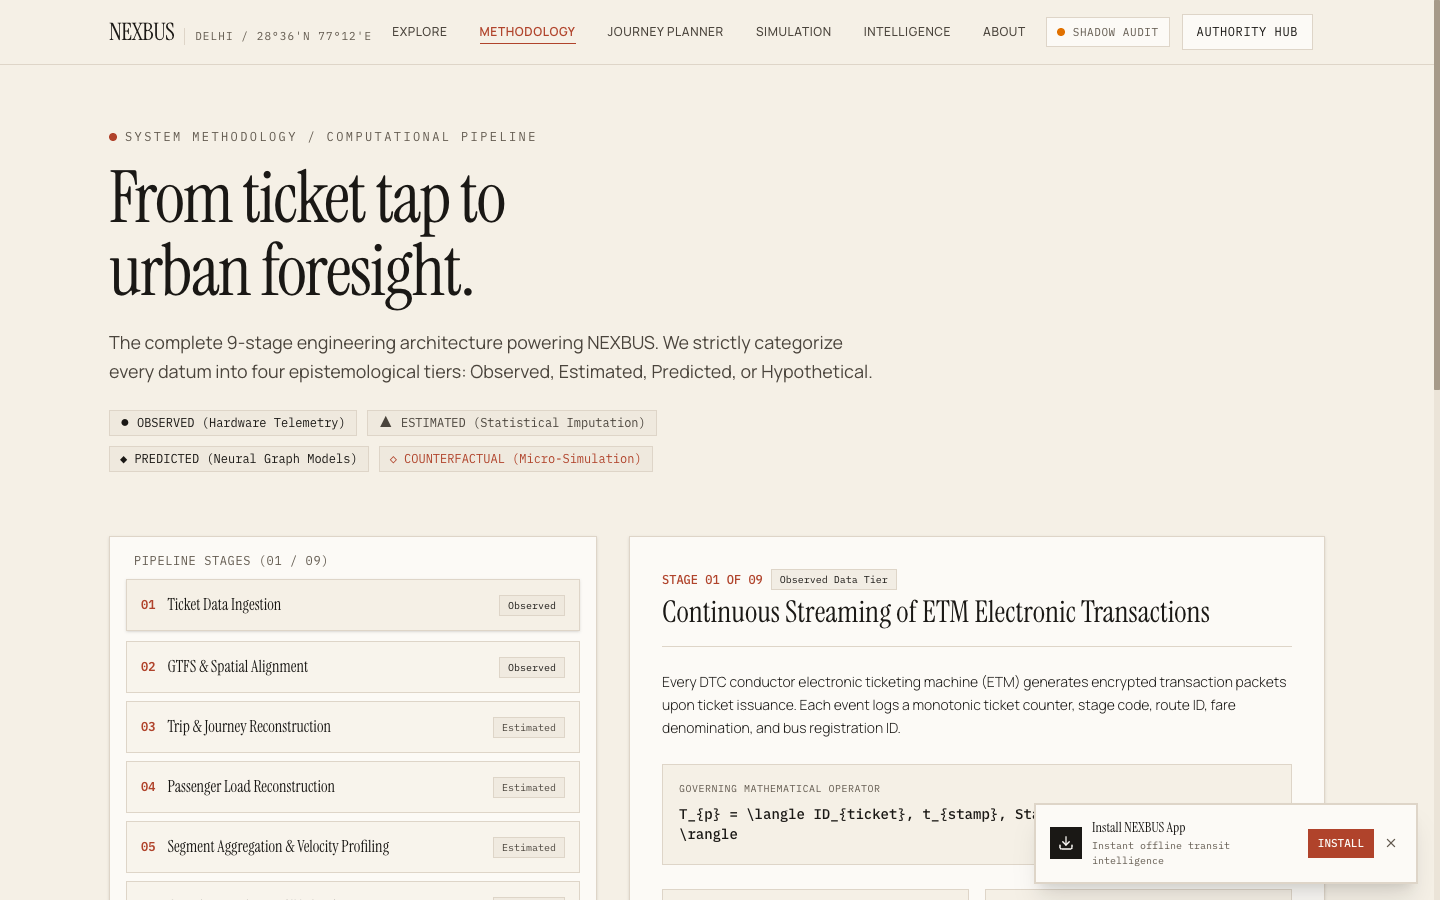 NEXBUS DELHI / 28°36'N 77°12'E EXPLORE METHODOLOGY JOURNEY PLANNER SIMULATION INTELLIGENCE ABOUT SHADOW AUDIT AUTHORITY HUB
SYSTEM METHODOLOGY / COMPUTATIONAL PIPELINE
From ticket tap to
urban foresight.
The complete 9-stage engineering architecture powering NEXBUS. We strictly categorize
every datum into four epistemological tiers: Observed, Estimated, Predicted, or Hypothetical.
● OBSERVED (Hardware Telemetry) ▲ ESTIMATED (Statistical Imputation)
◆ PREDICTED (Neural Graph Models) ◇ COUNTERFACTUAL (Micro-Simulation)
PIPELINE STAGES (01 / 09)
01 Ticket Data Ingestion Observed
02 GTFS & Spatial Alignment Observed
03 Trip & Journey Reconstruction Estimated
04 Passenger Load Reconstruction Estimated
05 Segment Aggregation & Velocity Profiling Estimated
STAGE 01 OF 09 Observed Data Tier
Continuous Streaming of ETM Electronic Transactions
Every DTC conductor electronic ticketing machine (ETM) generates encrypted transaction packets
upon ticket issuance. Each event logs a monotonic ticket counter, stage code, route ID, fare
denomination, and bus registration ID.
GOVERNING MATHEMATICAL OPERATOR
T_{p} = \langle ID_{ticket}, t_{stamp},
\rangle
Install NEXBUS App
Instant offline transit
intelligence
INSTALL